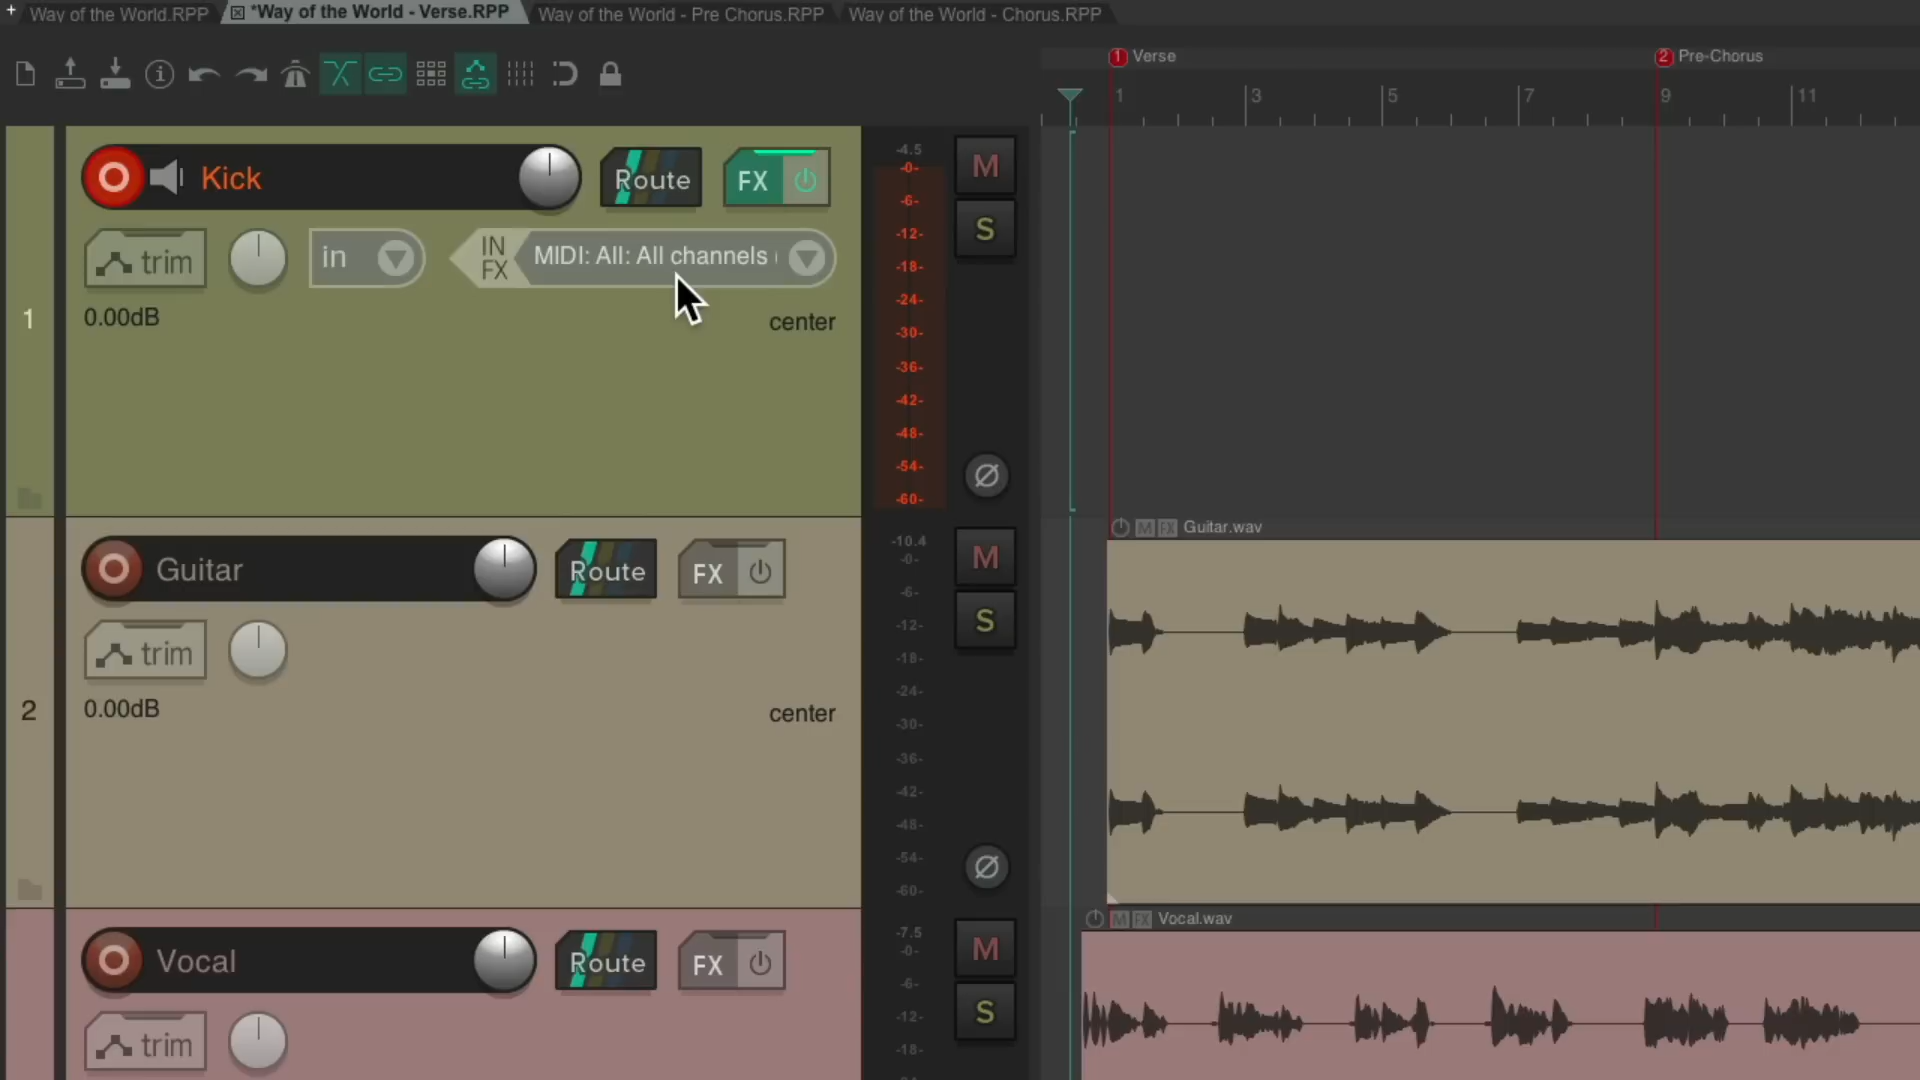 + Way of the World.RPP *Way of the World - Verse.RPP Way of the World - Pre Chorus.RPP Way of the World - Chorus.RPP
1 Verse 2 Pre-Chorus
1 3 5 7 9 11
1
Kick Route FX
trim in IN FX MIDI: All: All channels
0.00dB center
-4.5
-0-
-6-
-12-
-18-
-24-
-30-
-36-
-42-
-48-
-54-
-60-
M
S
Ø
2
Guitar Route FX
trim
0.00dB center
-10.4
-0-
-6-
-12-
-18-
-24-
-30-
-36-
-42-
-48-
-54-
-60-
M
S
Ø
M FX Guitar.wav
Vocal Route FX
trim
-7.5
-0-
-6-
-12-
-18-
M
S
M FX Vocal.wav